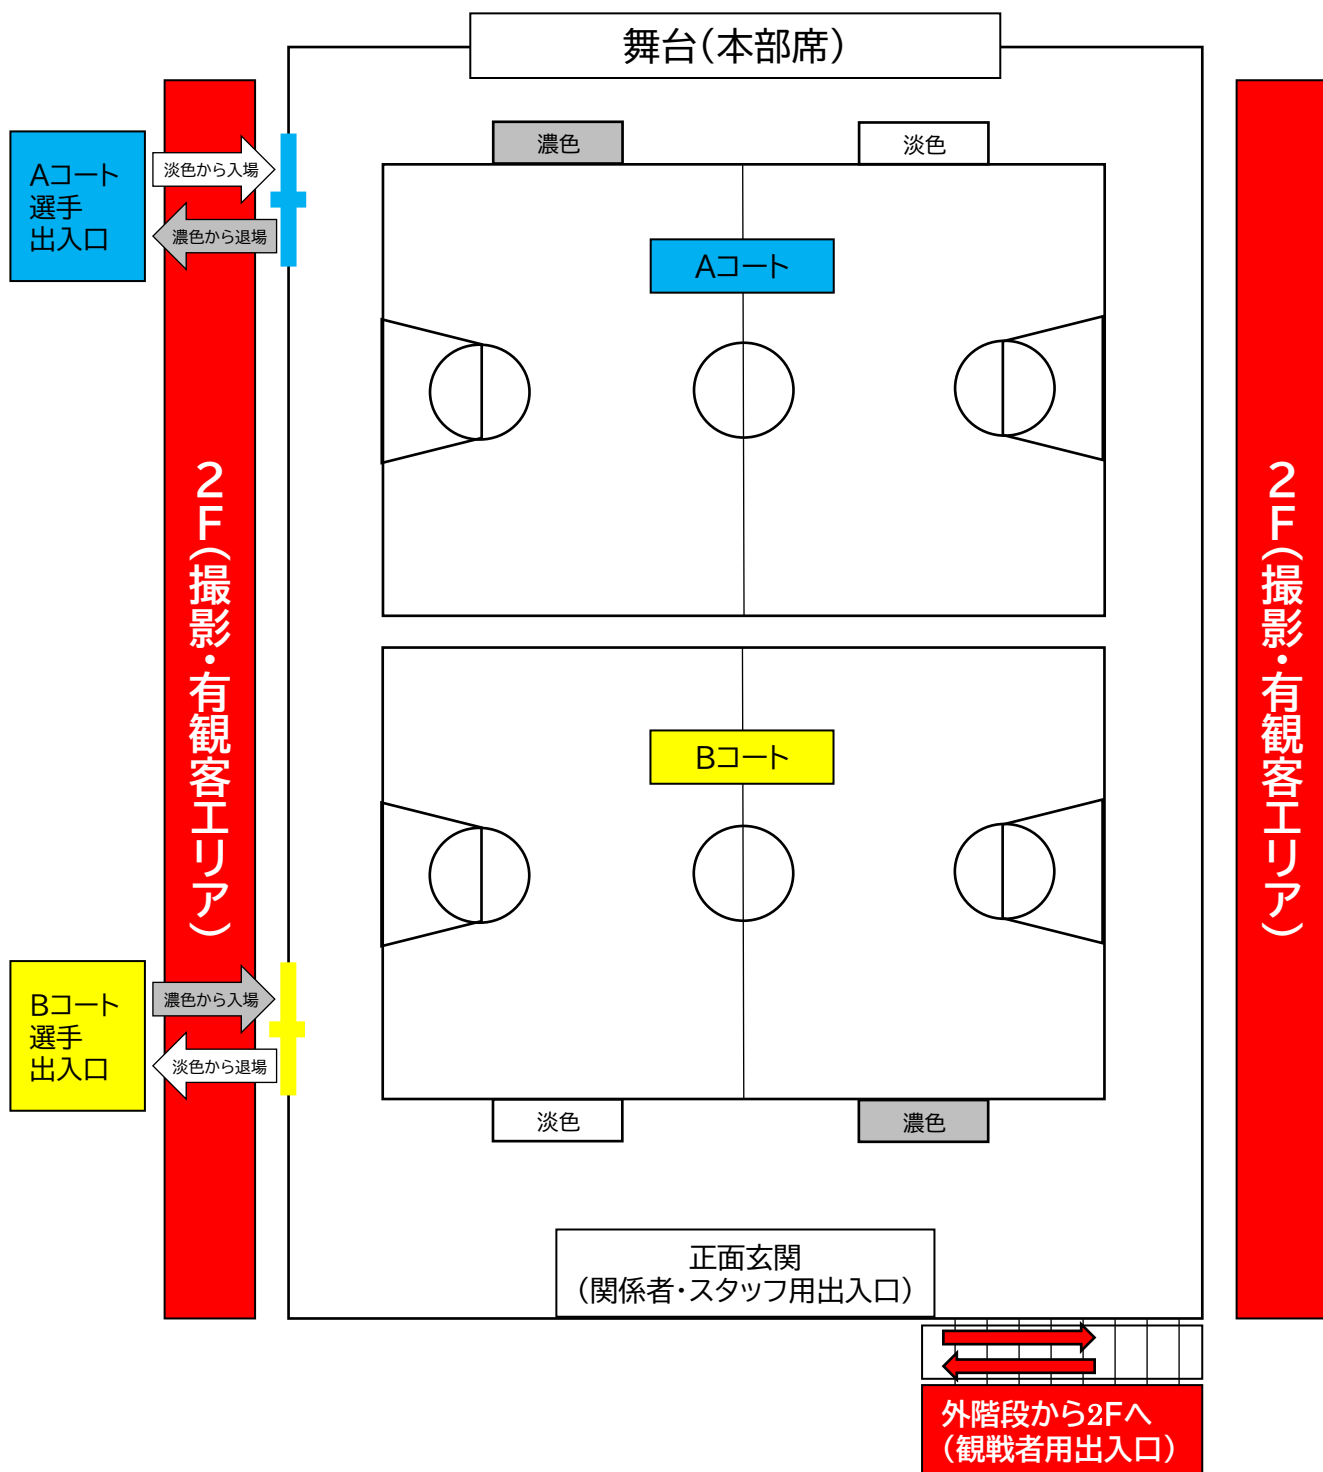 舞台(本部席)
濃色
淡色
Aコート
選手
出入口
淡色から入場
濃色から退場
Aコート
2F(撮影・有観客エリア)
2F(撮影・有観客エリア)
Bコート
Bコート
選手
出入口
濃色から入場
淡色から退場
淡色
濃色
正面玄関
(関係者・スタッフ用出入口)
外階段から2Fへ
(観戦者用出入口)